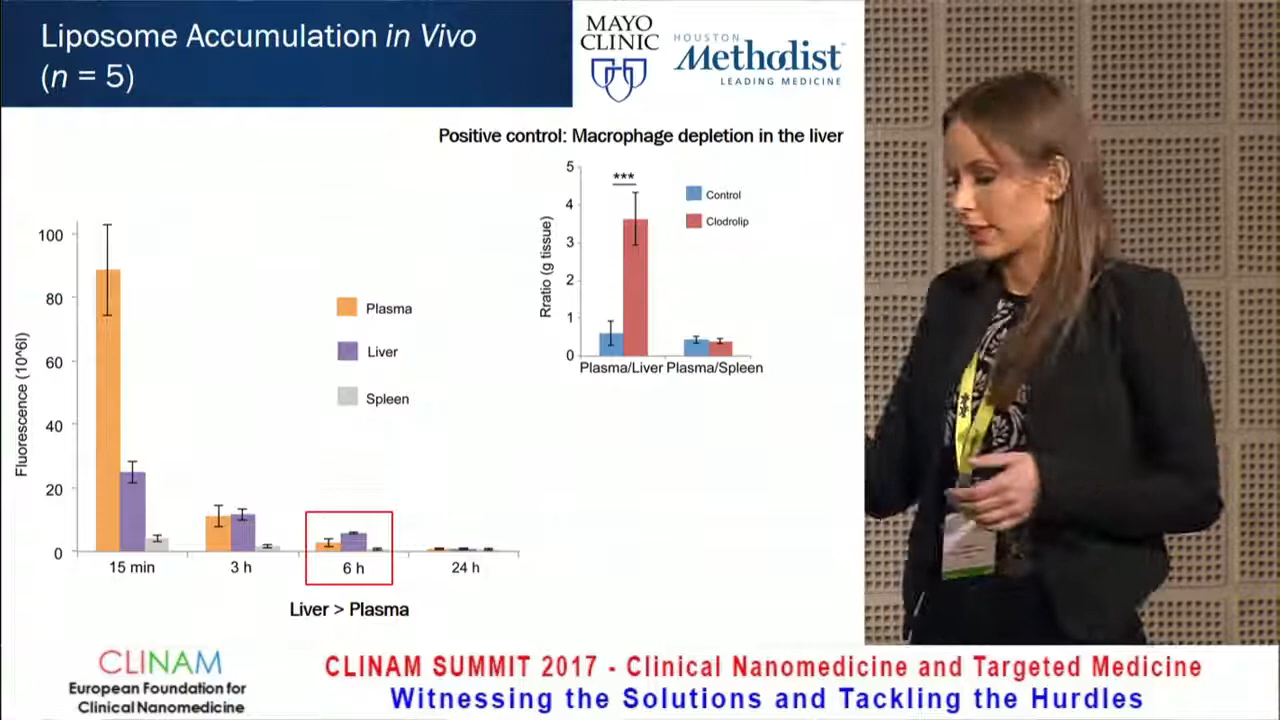 Liposome Accumulation in Vivo
(n = 5)
MAYO
CLINIC
HOUSTON
Methodist
LEADING MEDICINE
Positive control: Macrophage depletion in the liver
5
4
3
2
1
0
Rratio (g tissue)
***
Control
Clodrolip
Plasma/Liver Plasma/Spleen
100
80
60
40
20
0
Fluorescence (10^6I)
Plasma
Liver
Spleen
15 min 3 h 6 h 24 h
Liver > Plasma
CLINAM
European Foundation for
Clinical Nanomedicine
CLINAM SUMMIT 2017 - Clinical Nanomedicine and Targeted Medicine
Witnessing the Solutions and Tackling the Hurdles